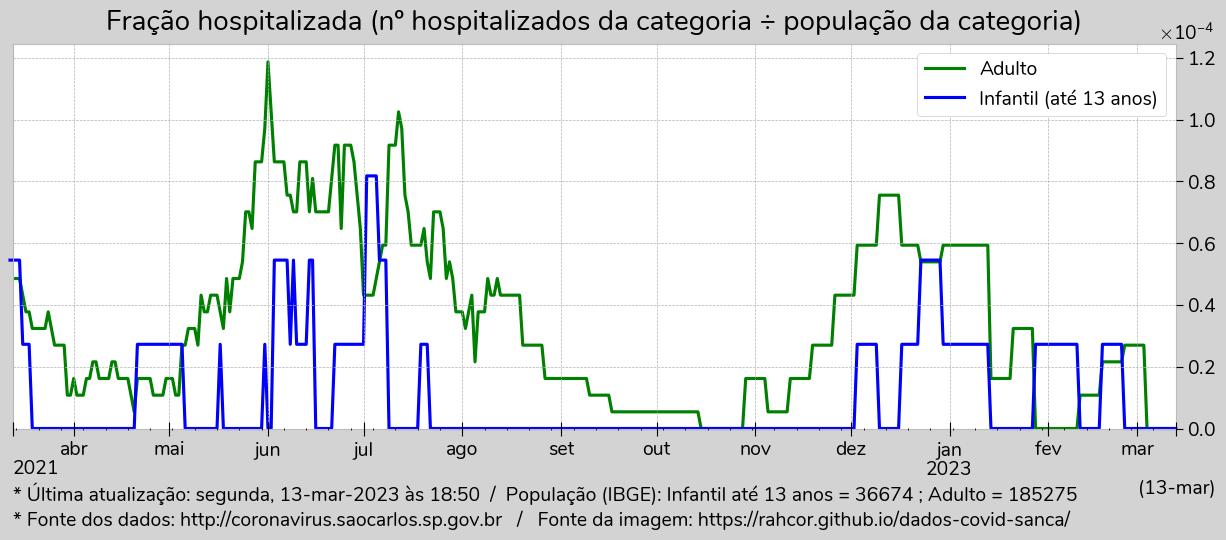 Fração hospitalizada (nº hospitalizados da categoria ÷ população da categoria)
×10⁻⁴
Adulto
Infantil (até 13 anos)
1.2
1.0
0.8
0.6
0.4
0.2
0.0
abr mai jun jul ago set out nov dez jan fev mar
2021 2023
(13-mar)
* Última atualização: segunda, 13-mar-2023 às 18:50 / População (IBGE): Infantil até 13 anos = 36674 ; Adulto = 185275
* Fonte dos dados: http://coronavirus.saocarlos.sp.gov.br / Fonte da imagem: https://rahcor.github.io/dados-covid-sanca/